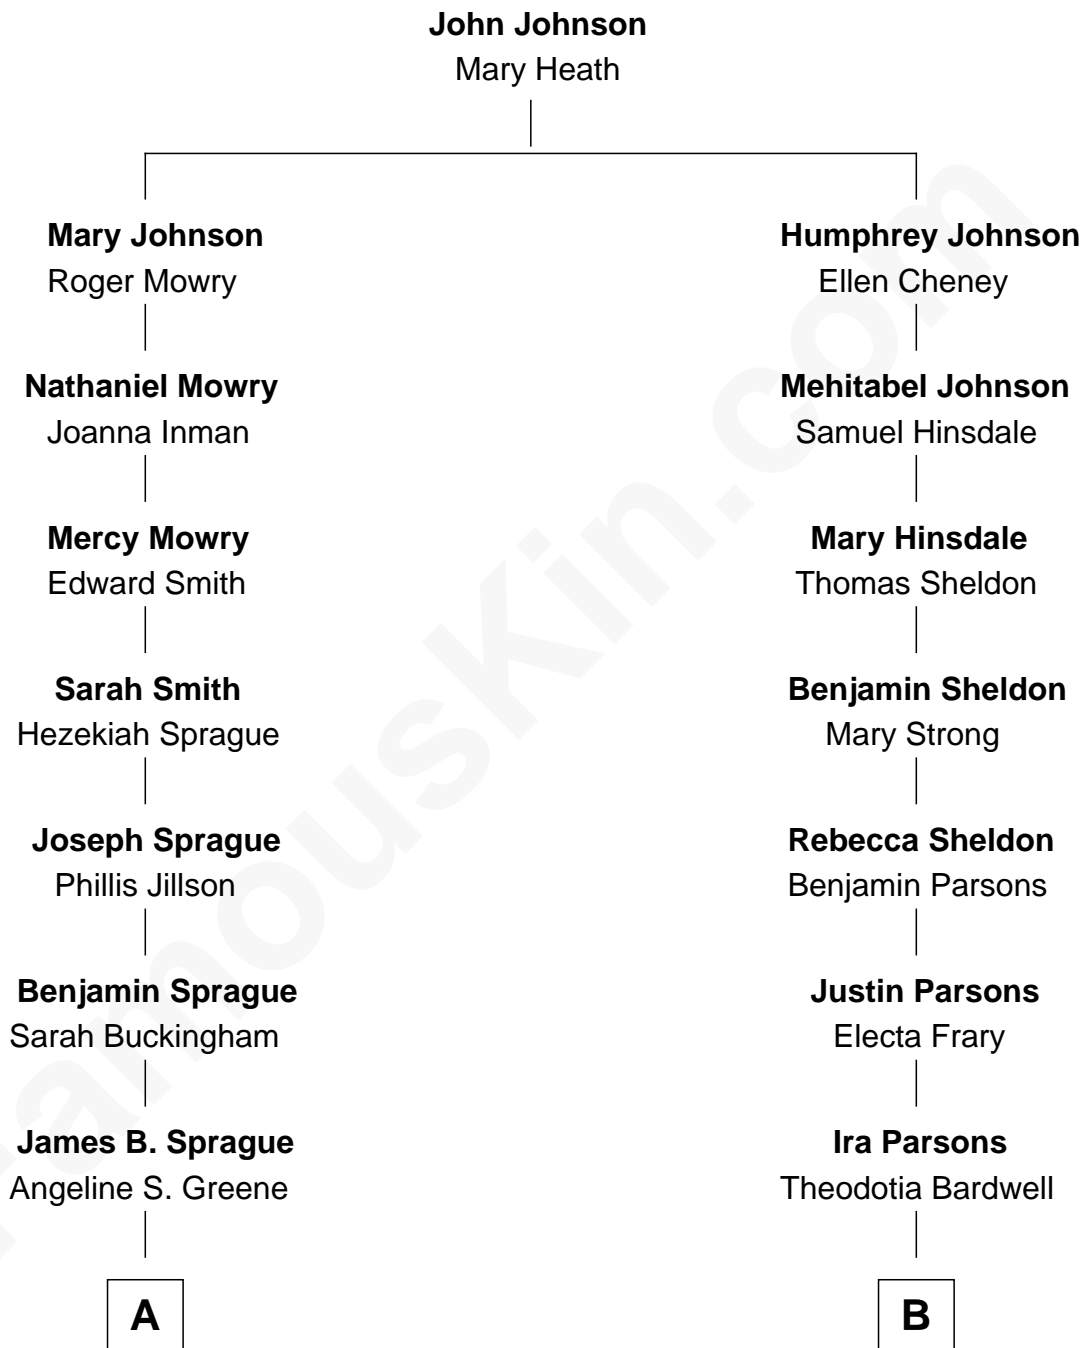 John Johnson
Mary Heath
Mary Johnson
Roger Mowry
Humphrey Johnson
Ellen Cheney
Nathaniel Mowry
Joanna Inman
Mehitabel Johnson
Samuel Hinsdale
Mercy Mowry
Edward Smith
Mary Hinsdale
Thomas Sheldon
Sarah Smith
Hezekiah Sprague
Benjamin Sheldon
Mary Strong
Joseph Sprague
Phillis Jillson
Rebecca Sheldon
Benjamin Parsons
Benjamin Sprague
Sarah Buckingham
Justin Parsons
Electa Frary
James B. Sprague
Angeline S. Greene
Ira Parsons
Theodotia Bardwell
A
B
FamousKin.com